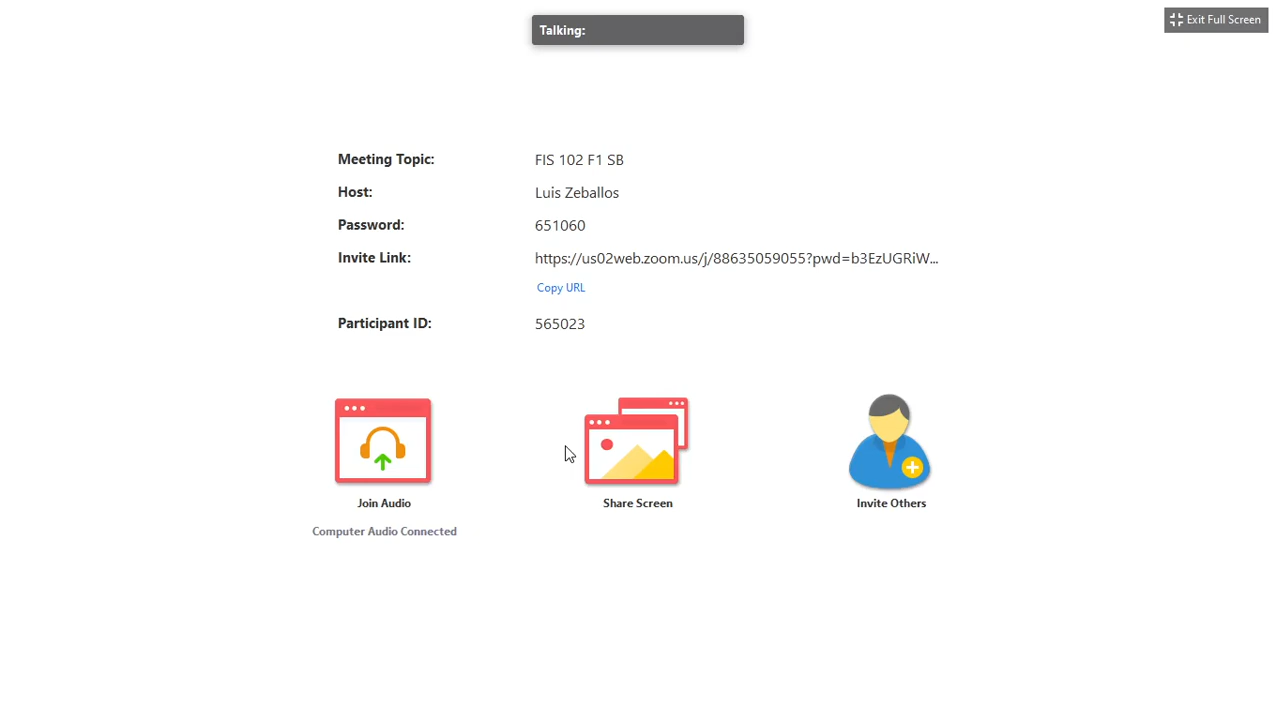 Talking:
Exit Full Screen
Meeting Topic: FIS 102 F1 SB
Host: Luis Zeballos
Password: 651060
Invite Link: https://us02web.zoom.us/j/88635059055?pwd=b3EzUGRiW...
Copy URL
Participant ID: 565023
Join Audio
Share Screen
Invite Others
Computer Audio Connected